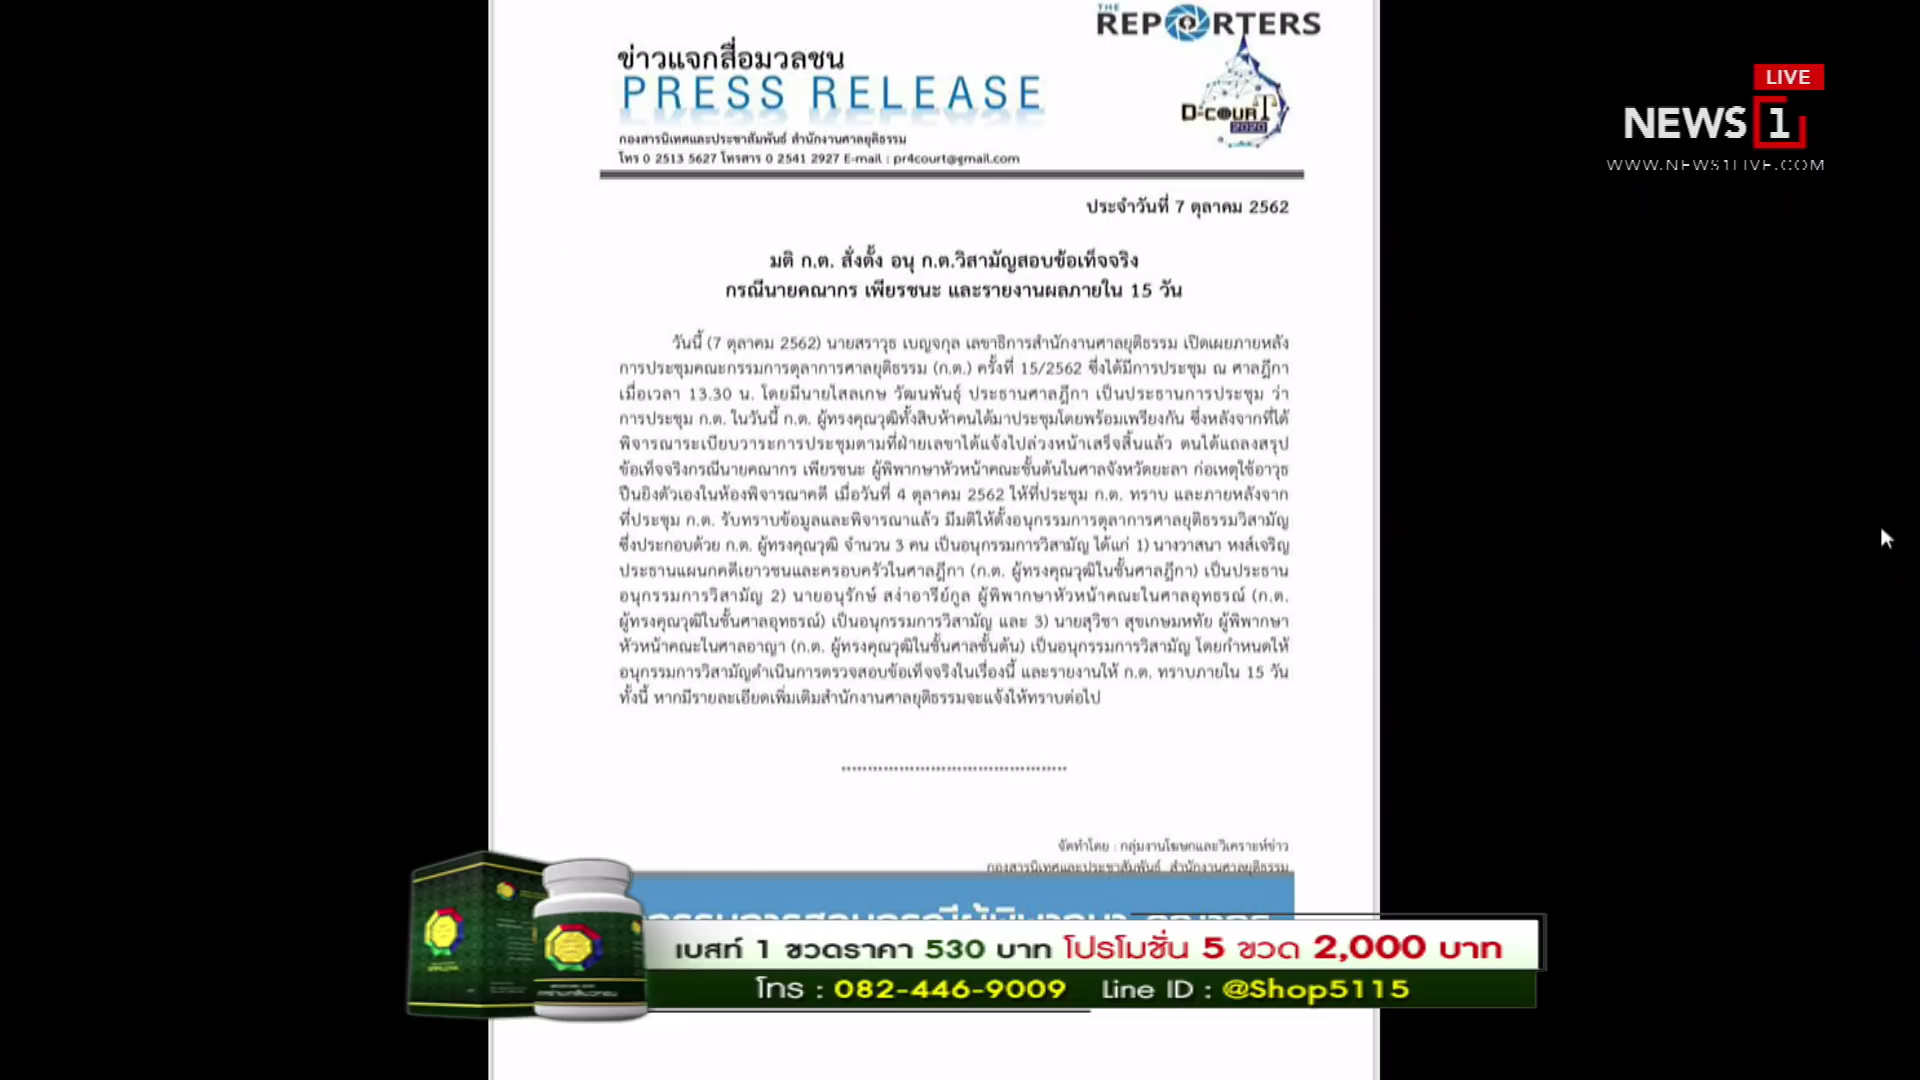 THE
REPORTERS
ข่าวแจกสื่อมวลชน
PRESS RELEASE
D-COURT
2020
LIVE
NEWS 1
WWW.NEWS1LIVE.COM
กองสารนิเทศและประชาสัมพันธ์ สำนักงานศาลยุติธรรม
โทร 0 2513 5627 โทรสาร 0 2541 2927 E-mail : pr4court@gmail.com
ประจำวันที่ 7 ตุลาคม 2562
มติ ก.ต. สั่งตั้ง อนุ ก.ต.วิสามัญสอบข้อเท็จจริง
กรณีนายคณากร เพียรชนะ และรายงานผลภายใน 15 วัน
วันนี้ (7 ตุลาคม 2562) นายสราวุธ เบญจกุล เลขาธิการสำนักงานศาลยุติธรรม เปิดเผยภายหลัง
การประชุมคณะกรรมการตุลาการศาลยุติธรรม (ก.ต.) ครั้งที่ 15/2562 ซึ่งได้มีการประชุม ณ ศาลฎีกา
เมื่อเวลา 13.30 น. โดยมีนายไสลเกษ วัฒนพันธุ์ ประธานศาลฎีกา เป็นประธานการประชุม ว่า
การประชุม ก.ต. ในวันนี้ ก.ต. ผู้ทรงคุณวุฒิทั้งสิบห้าคนได้มาประชุมโดยพร้อมเพรียงกัน ซึ่งหลังจากที่ได้
พิจารณาระเบียบวาระการประชุมตามที่ฝ่ายเลขาได้แจ้งไปล่วงหน้าเสร็จสิ้นแล้ว ตนได้แถลงสรุป
ข้อเท็จจริงกรณีนายคณากร เพียรชนะ ผู้พิพากษาหัวหน้าคณะชั้นต้นในศาลจังหวัดยะลา ก่อเหตุใช้อาวุธ
ปืนยิงตัวเองในห้องพิจารณาคดี เมื่อวันที่ 4 ตุลาคม 2562 ให้ที่ประชุม ก.ต. ทราบ และภายหลังจาก
ที่ประชุม ก.ต. รับทราบข้อมูลและพิจารณาแล้ว มีมติให้ตั้งอนุกรรมการตุลาการศาลยุติธรรมวิสามัญ
ซึ่งประกอบด้วย ก.ต. ผู้ทรงคุณวุฒิ จำนวน 3 คน เป็นอนุกรรมการวิสามัญ ได้แก่ 1) นางวาสนา หงส์เจริญ
ประธานแผนกคดีเยาวชนและครอบครัวในศาลฎีกา (ก.ต. ผู้ทรงคุณวุฒิในชั้นศาลฎีกา) เป็นประธาน
อนุกรรมการวิสามัญ 2) นายอนุรักษ์ สง่าอารีย์กูล ผู้พิพากษาหัวหน้าคณะในศาลอุทธรณ์ (ก.ต.
ผู้ทรงคุณวุฒิในชั้นศาลอุทธรณ์) เป็นอนุกรรมการวิสามัญ และ 3) นายสุวิชา สุขเกษมหทัย ผู้พิพากษา
หัวหน้าคณะในศาลอาญา (ก.ต. ผู้ทรงคุณวุฒิในชั้นศาลชั้นต้น) เป็นอนุกรรมการวิสามัญ โดยกำหนดให้
อนุกรรมการวิสามัญดำเนินการตรวจสอบข้อเท็จจริงในเรื่องนี้ และรายงานให้ ก.ต. ทราบภายใน 15 วัน
ทั้งนี้ หากมีรายละเอียดเพิ่มเติมสำนักงานศาลยุติธรรมจะแจ้งให้ทราบต่อไป
จัดทำโดย : กลุ่มงานโฆษกและวิเคราะห์ข่าว
กองสารนิเทศและประชาสัมพันธ์ สำนักงานศาลยุติธรรม
เบสท์ 1 ขวดราคา 530 บาท โปรโมชั่น 5 ขวด 2,000 บาท
โทร : 082-446-9009 Line ID : @Shop5115